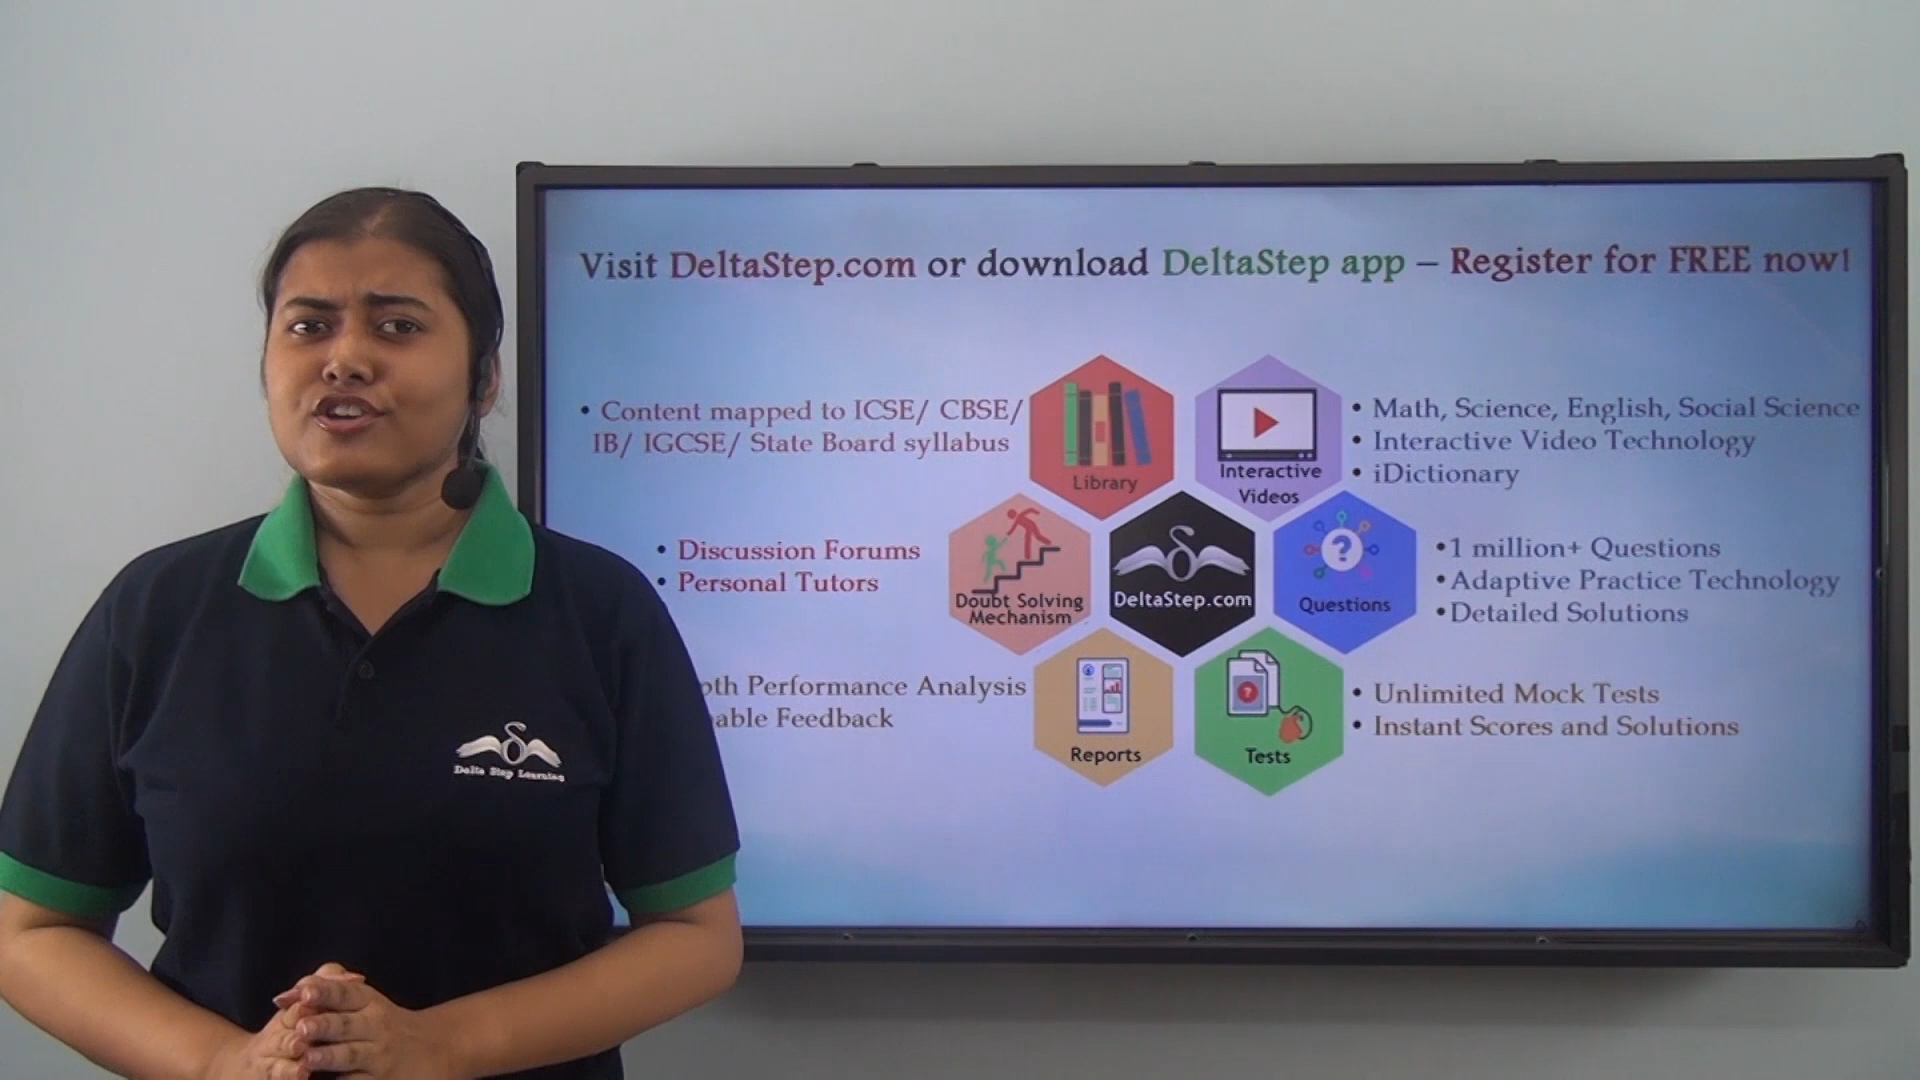 Visit DeltaStep.com or download DeltaStep app – Register for FREE now!
• Content mapped to ICSE/ CBSE/
IB/ IGCSE/ State Board syllabus
Library
Interactive
Videos
• Math, Science, English, Social Science
• Interactive Video Technology
• iDictionary
• Discussion Forums
• Personal Tutors
Doubt Solving
Mechanism
DeltaStep.com
Questions
•1 million+ Questions
•Adaptive Practice Technology
•Detailed Solutions
Performance Analysis
Feedback
Reports
Tests
• Unlimited Mock Tests
• Instant Scores and Solutions
Delta Step Learning